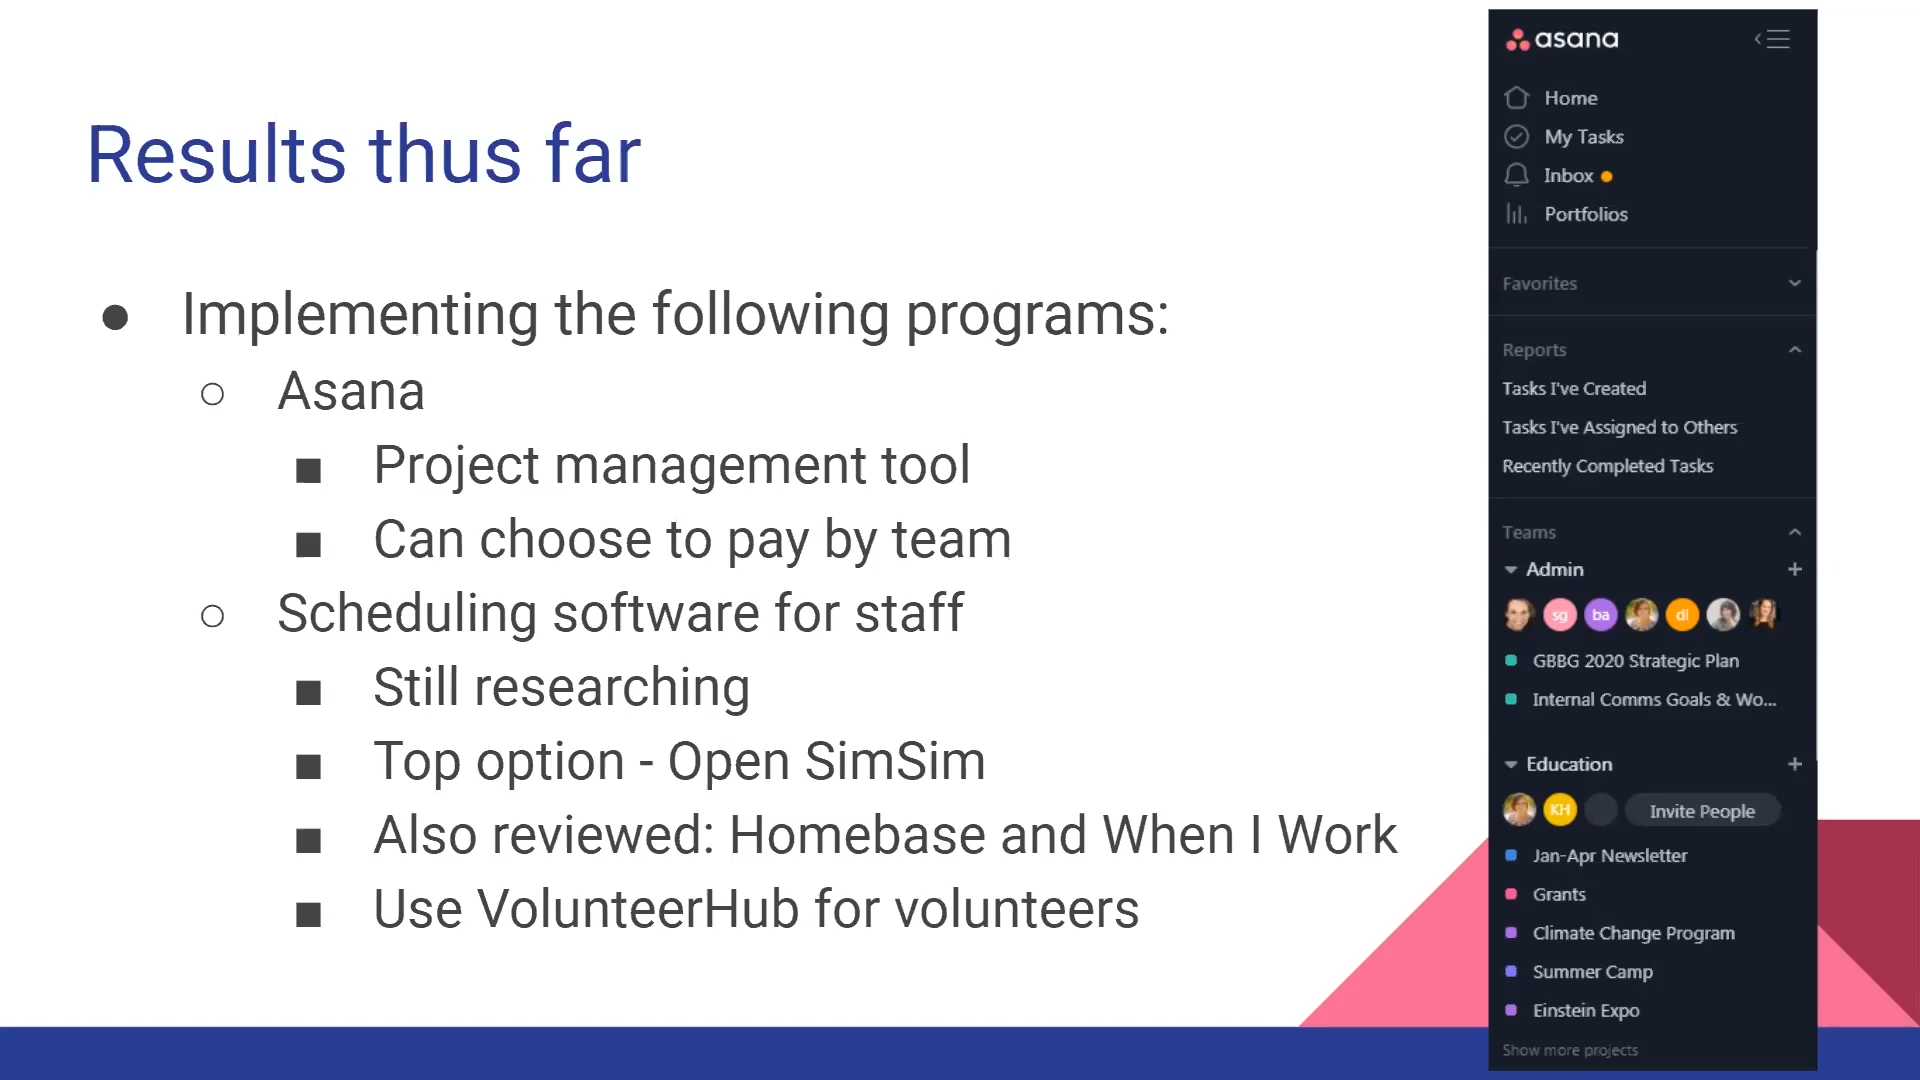 Results thus far
● Implementing the following programs:
○ Asana
■ Project management tool
■ Can choose to pay by team
○ Scheduling software for staff
■ Still researching
■ Top option - Open SimSim
■ Also reviewed: Homebase and When I Work
■ Use VolunteerHub for volunteers
asana
Home
My Tasks
Inbox
Portfolios
Favorites
Reports
Tasks I've Created
Tasks I've Assigned to Others
Recently Completed Tasks
Teams
Admin +
sg ba dl
GBBG 2020 Strategic Plan
Internal Comms Goals & Wo...
Education +
KH Invite People
Jan-Apr Newsletter
Grants
Climate Change Program
Summer Camp
Einstein Expo
Show more projects